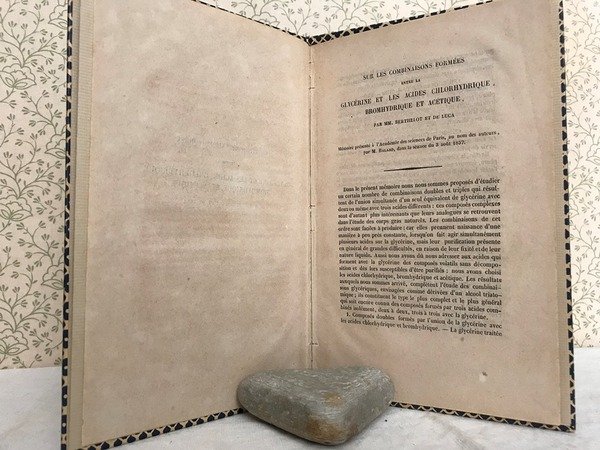 SUR LES COMBINAISONS FORMÉES
ENTRE LA
GLYCÉRINE ET LES ACIDES CHLORHYDRIQUE,
BROMHYDRIQUE ET ACÉTIQUE,
PAR MM. BERTHELOT ET DE LUCA
Mémoire présenté à l'Académie des sciences de Paris, au nom des auteurs,
par M. BALARD, dans la séance du 3 août 1857.
Dans le présent mémoire nous nous sommes proposés d'étudier
un certain nombre de combinaisons doubles et triples qui résul-
tent de l'union simultanée d'un seul équivalent de glycérine avec
deux ou même avec trois acides différents : ces composés complexes
sont d'autant plus intéressants que leurs analogues se retrouvent
dans l'étude des corps gras naturels. Les combinaisons de cet
ordre sont faciles à produire ; car elles prennent naissance d'une
manière à peu près constante, lorsqu'on fait agir simultanément
plusieurs acides sur la glycérine, mais leur purification présente
en général de grandes difficultés, en raison de leur fixité et de leur
nature liquide. Aussi nous avons dû nous adresser aux acides qui
forment avec la glycérine des composés volatils sans décomposi-
tion et dès lors susceptibles d'être purifiés : nous avons choisi
les acides chlorhydrique, bromhydrique et acétique. Les résultats
auxquels nous sommes arrivé, complètent l'étude des combinai-
sons glycériques, envisagées comme dérivées d'un alcool triato-
mique ; ils constituent le type le plus complet et le plus général
qui soit encore connu des composés formés par trois acides com-
binés isolément, deux à deux, trois à trois avec la glycérine.
1. Composés doubles formés par l'union de la glycérine avec
les acides chlorhydrique et bromhydrique. — La glycérine traitée